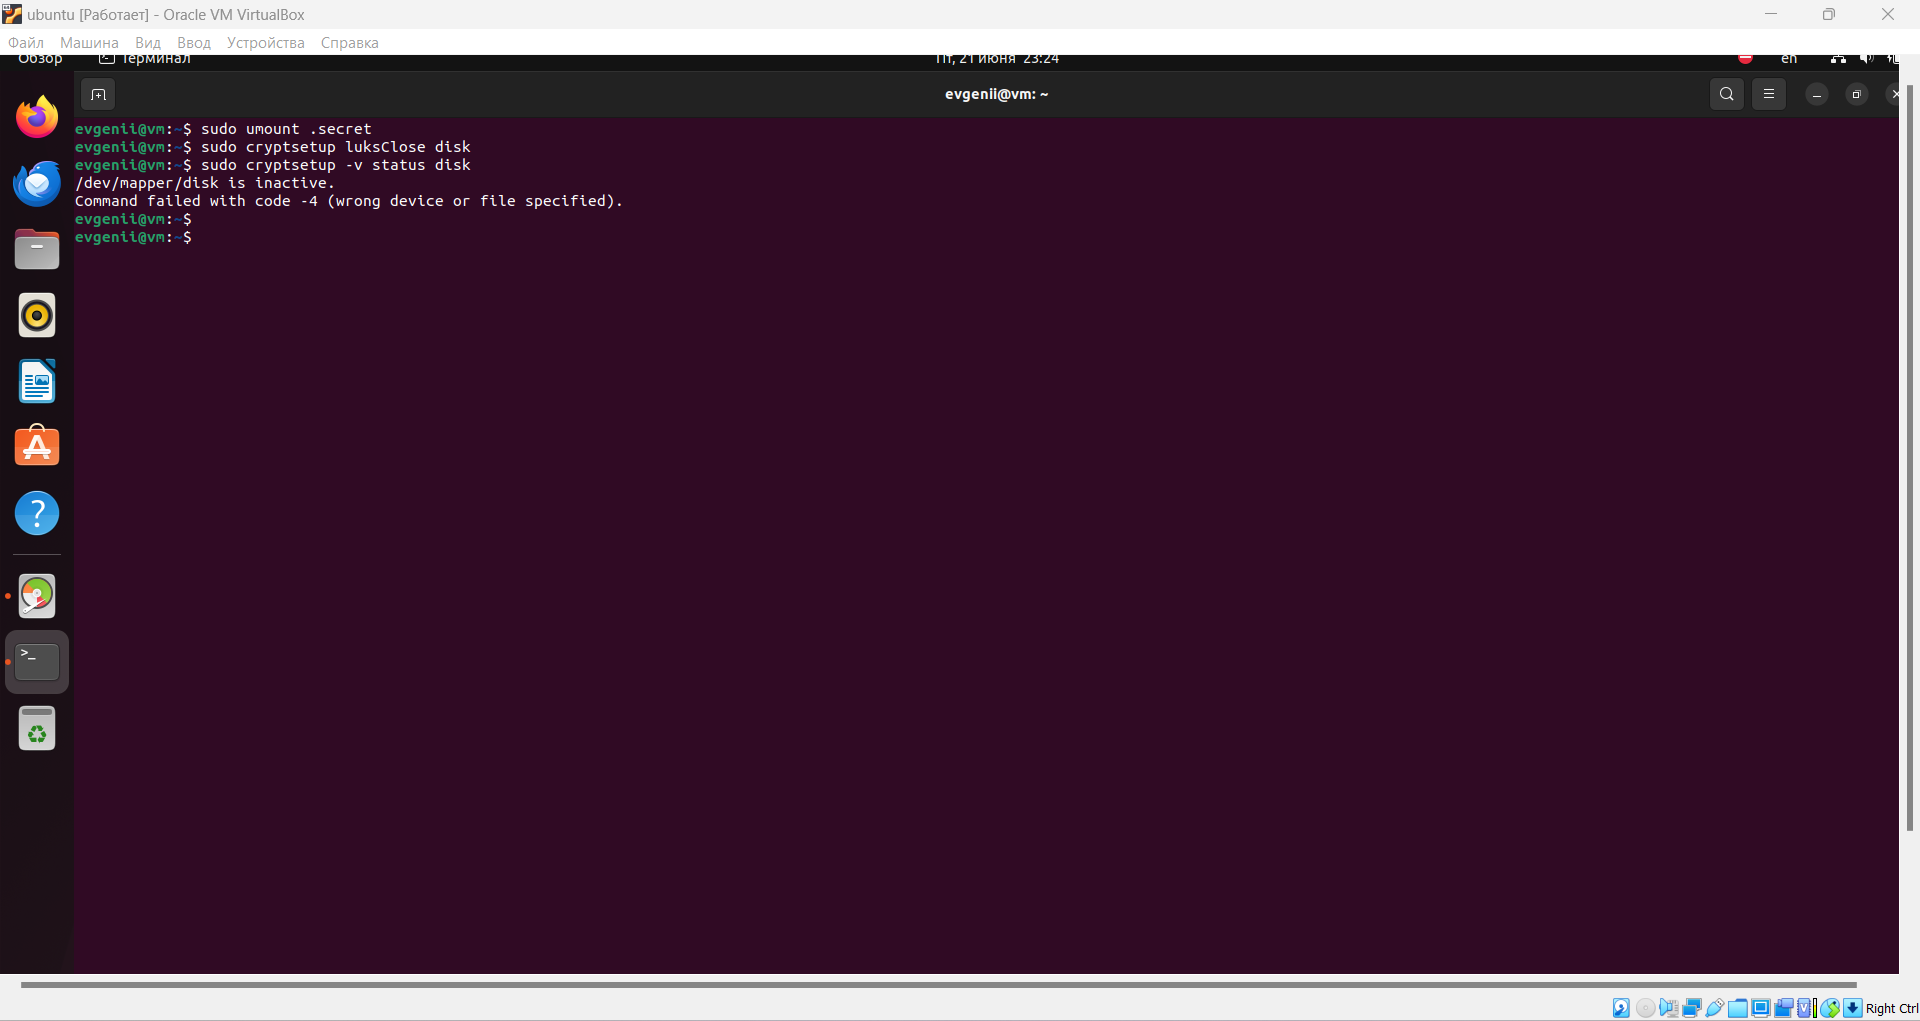 ubuntu [Работает] - Oracle VM VirtualBox
Файл Машина Вид Ввод Устройства Справка
Обзор Терминал Пт, 21 июня 23:24 en
evgenii@vm: ~
evgenii@vm:~$ sudo umount .secret
evgenii@vm:~$ sudo cryptsetup luksClose disk
evgenii@vm:~$ sudo cryptsetup -v status disk
/dev/mapper/disk is inactive.
Command failed with code -4 (wrong device or file specified).
evgenii@vm:~$
evgenii@vm:~$
Right Ctrl